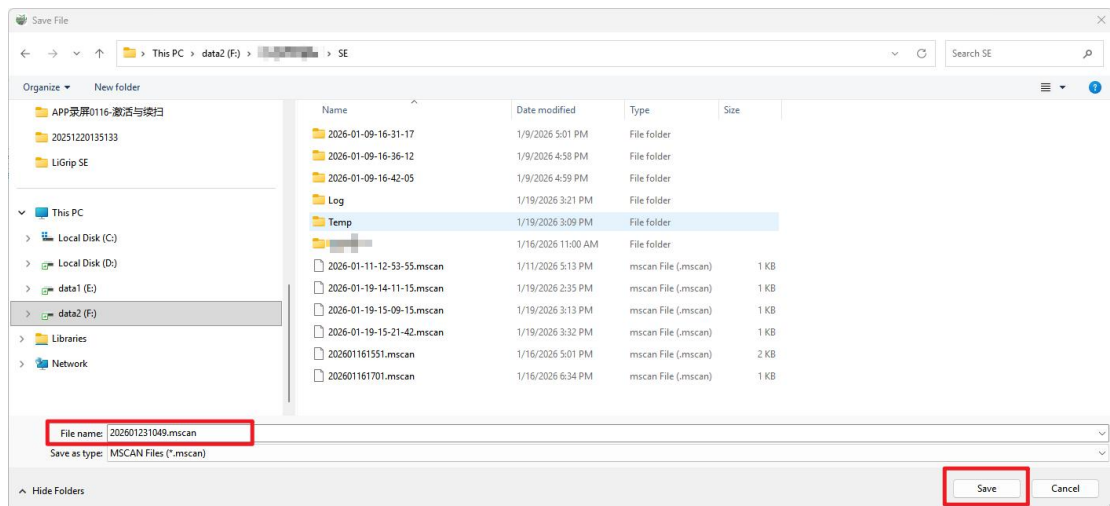 Save File
This PC > data2 (F:) > > SE
Search SE
Organize New folder
APP录屏0116-激活与续扫
20251220135133
LiGrip SE
This PC
Local Disk (C:)
Local Disk (D:)
data1 (E:)
data2 (F:)
Libraries
Network
Name Date modified Type Size
2026-01-09-16-31-17 1/9/2026 5:01 PM File folder
2026-01-09-16-36-12 1/9/2026 4:58 PM File folder
2026-01-09-16-42-05 1/9/2026 4:59 PM File folder
Log 1/19/2026 3:21 PM File folder
Temp 1/19/2026 3:09 PM File folder
1/16/2026 11:00 AM File folder
2026-01-11-12-53-55.mscan 1/11/2026 5:13 PM mscan File (.mscan) 1 KB
2026-01-19-14-11-15.mscan 1/19/2026 2:35 PM mscan File (.mscan) 1 KB
2026-01-19-15-09-15.mscan 1/19/2026 3:13 PM mscan File (.mscan) 1 KB
2026-01-19-15-21-42.mscan 1/19/2026 3:32 PM mscan File (.mscan) 1 KB
202601161551.mscan 1/16/2026 5:01 PM mscan File (.mscan) 2 KB
202601161701.mscan 1/16/2026 6:34 PM mscan File (.mscan) 1 KB
File name: 202601231049.mscan
Save as type: MSCAN Files (*.mscan)
Hide Folders
Save Cancel